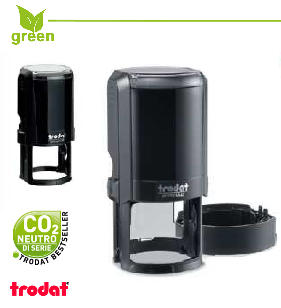 green
trodat
CO2
NEUTRO
DI SERIE
TRODAT BESTSELLER
trodat